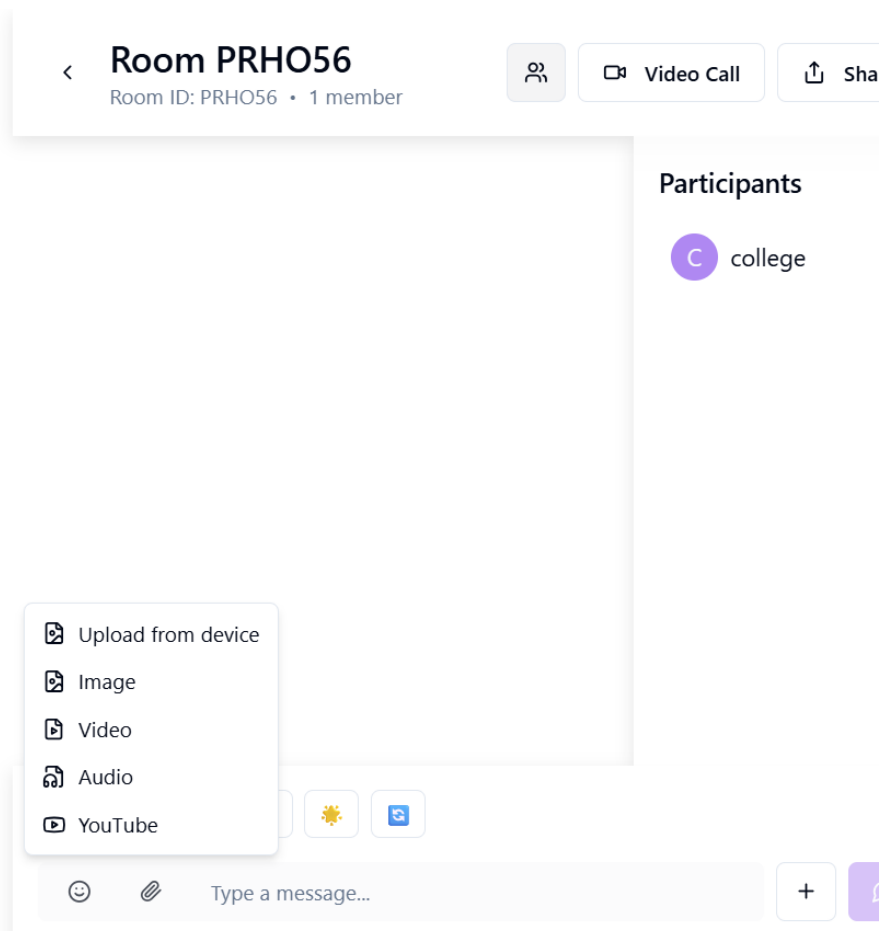 Room PRHO56
Room ID: PRHO56 • 1 member
Video Call
Sha
Participants
C
college
Upload from device
Image
Video
Audio
YouTube
Type a message...